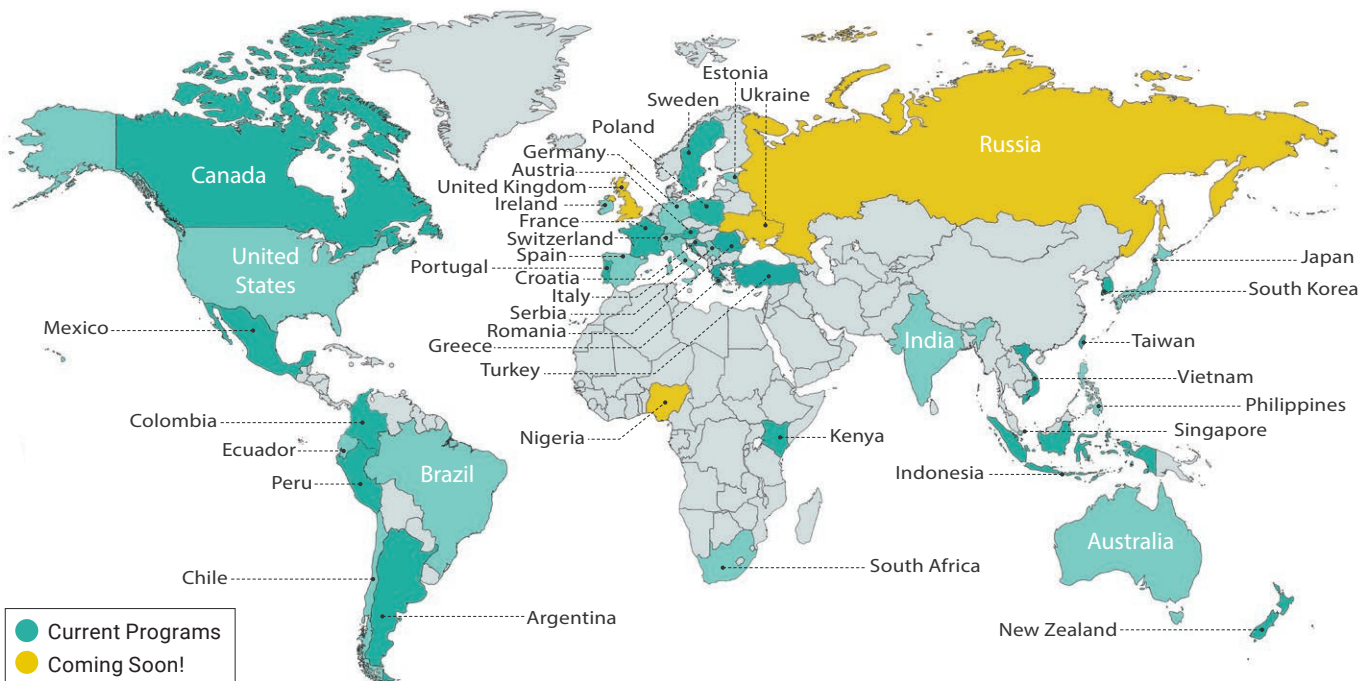 Estonia
Ukraine
Sweden
Poland
Germany
Austria
United Kingdom
Ireland
France
Switzerland
Spain
Portugal
Croatia
Italy
Serbia
Romania
Greece
Turkey
Russia
Canada
United
States
Mexico
Japan
South Korea
India
Taiwan
Vietnam
Philippines
Singapore
Indonesia
Colombia
Ecuador
Peru
Brazil
Nigeria
Kenya
Australia
South Africa
Chile
Argentina
New Zealand
Current Programs
Coming Soon!